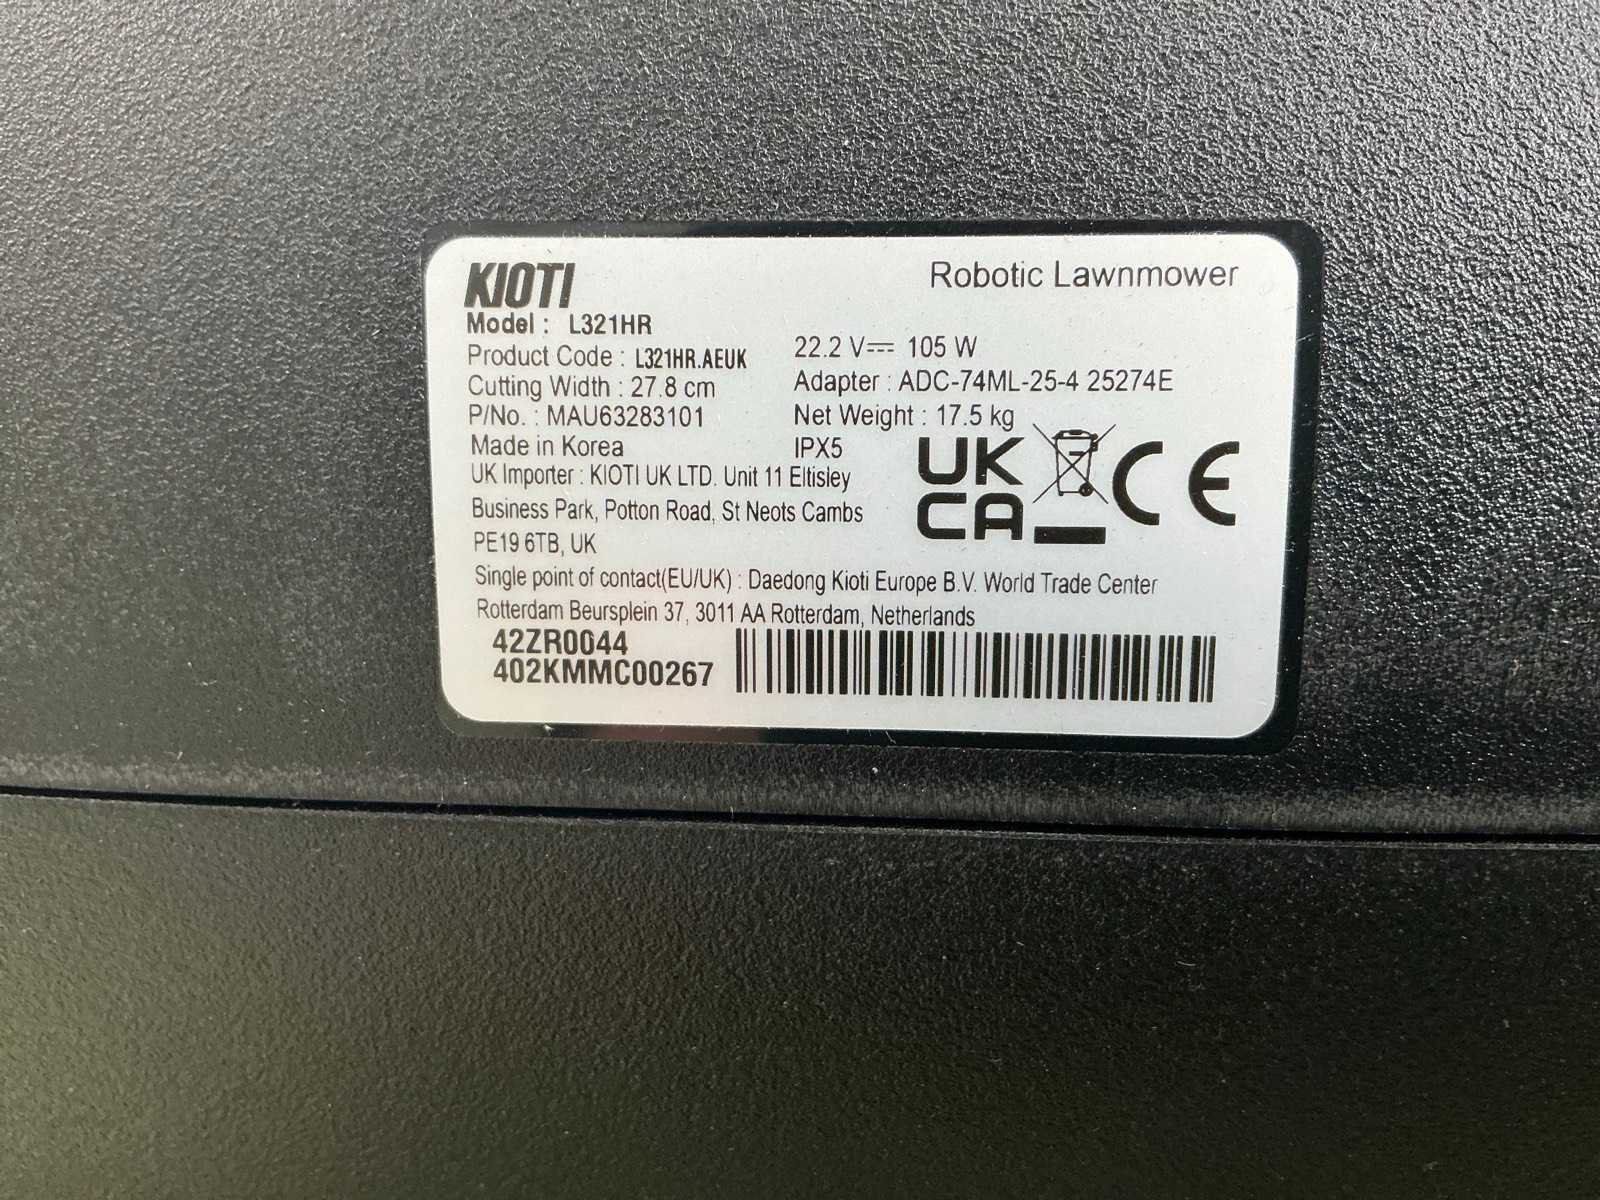 KIOTI
Robotic Lawnmower
Model : L321HR
Product Code : L321HR.AEUK
22.2 V⎓ 105 W
Cutting Width : 27.8 cm
Adapter : ADC-74ML-25-4 25274E
P/No. : MAU63283101
Net Weight : 17.5 kg
Made in Korea
IPX5
UK
CA
CE
UK Importer : KIOTI UK LTD. Unit 11 Eltisley
Business Park, Potton Road, St Neots Cambs
PE19 6TB, UK
Single point of contact(EU/UK) : Daedong Kioti Europe B.V. World Trade Center
Rotterdam Beursplein 37, 3011 AA Rotterdam, Netherlands
42ZR0044
402KMMC00267